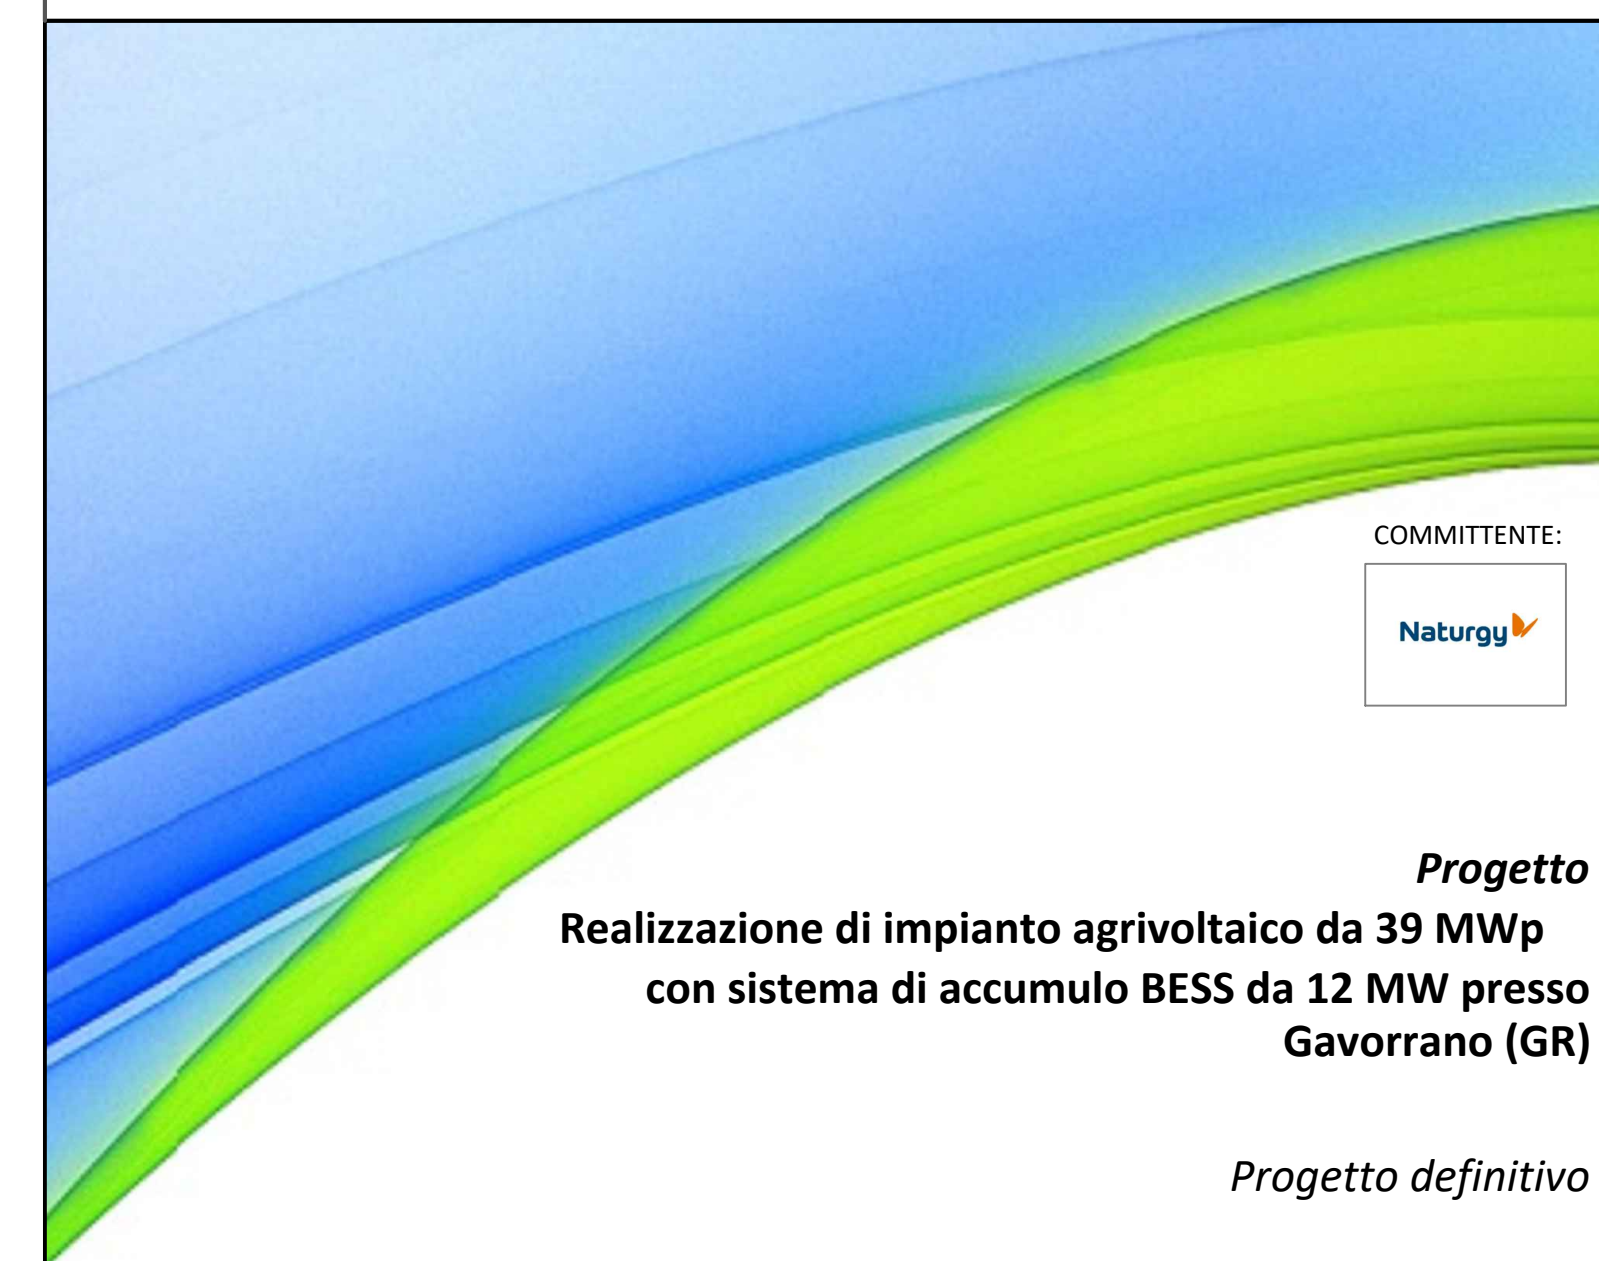 COMMITTENTE:
Naturgy
Progetto
Realizzazione di impianto agrivoltaico da 39 MWp
con sistema di accumulo BESS da 12 MW presso
Gavorrano (GR)
Progetto definitivo